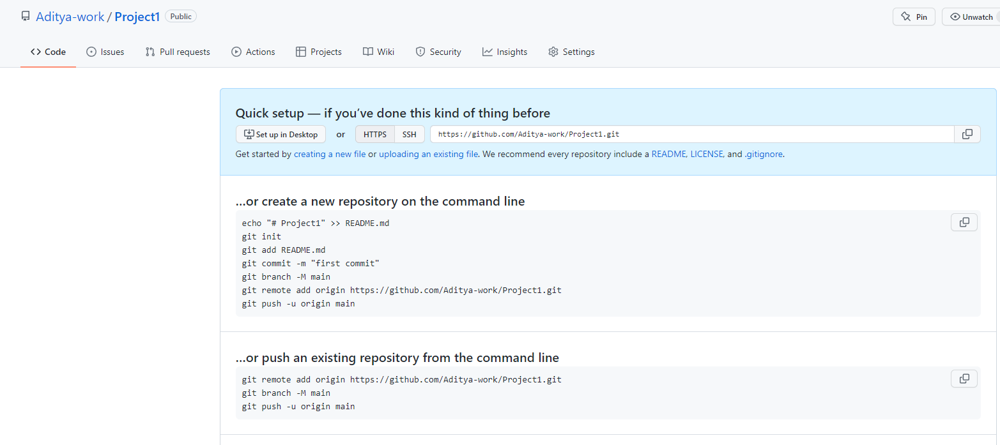 Aditya-work / Project1 Public
Pin
Unwatch
Code Issues Pull requests Actions Projects Wiki Security Insights Settings
Quick setup — if you’ve done this kind of thing before
Set up in Desktop or HTTPS SSH https://github.com/Aditya-work/Project1.git
Get started by creating a new file or uploading an existing file. We recommend every repository include a README, LICENSE, and .gitignore.
…or create a new repository on the command line
echo "# Project1" >> README.md
git init
git add README.md
git commit -m "first commit"
git branch -M main
git remote add origin https://github.com/Aditya-work/Project1.git
git push -u origin main
…or push an existing repository from the command line
git remote add origin https://github.com/Aditya-work/Project1.git
git branch -M main
git push -u origin main